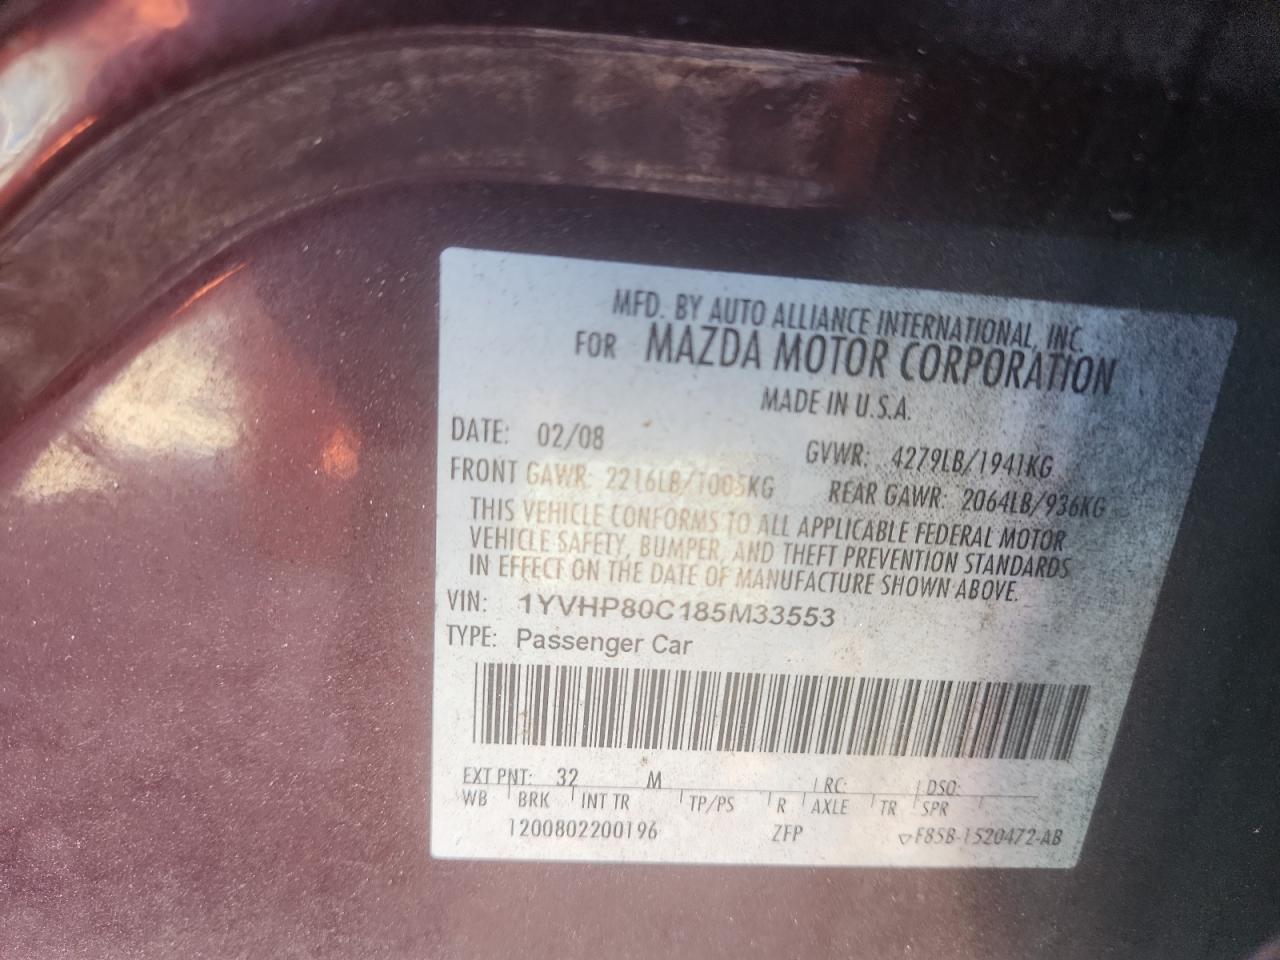 MFD. BY AUTO ALLIANCE INTERNATIONAL, INC.
FOR MAZDA MOTOR CORPORATION
MADE IN U.S.A.
DATE: 02/08 GVWR: 4279LB/1941KG
FRONT GAWR: 2216LB/1005KG REAR GAWR: 2064LB/936KG
THIS VEHICLE CONFORMS TO ALL APPLICABLE FEDERAL MOTOR
VEHICLE SAFETY, BUMPER, AND THEFT PREVENTION STANDARDS
IN EFFECT ON THE DATE OF MANUFACTURE SHOWN ABOVE.
VIN: 1YVHP80C185M33553
TYPE: Passenger Car
EXT PNT: 32 M RC: DSO:
WB BRK INT TR TP/PS R AXLE TR SPR
1200802200196 ZFP F85B-1520472-AB